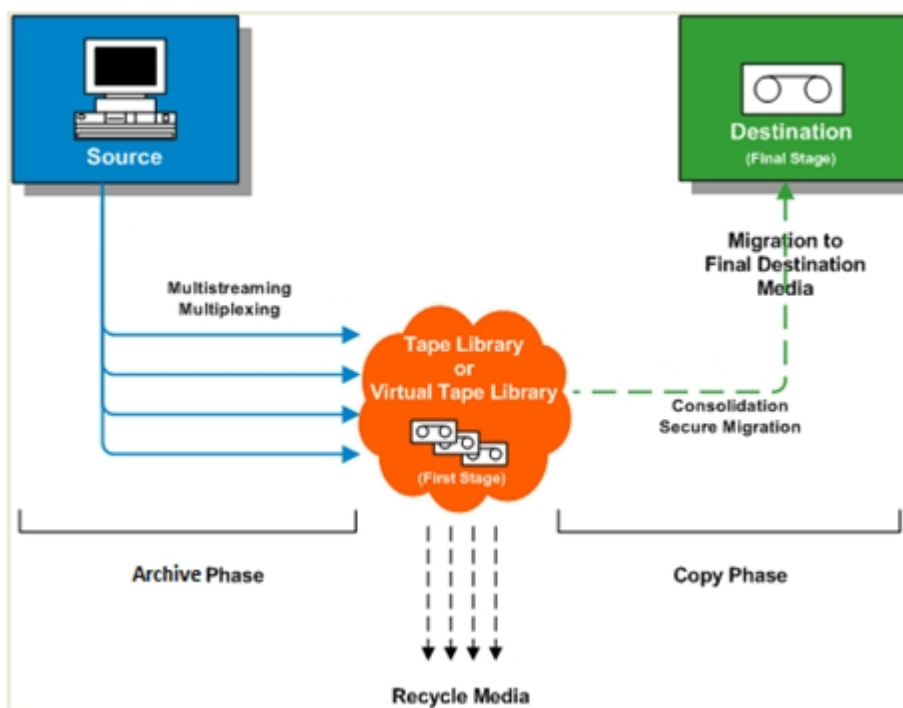 Source
Destination
(Final Stage)
Migration to
Final Destination
Media
Multistreaming
Multiplexing
Tape Library
or
Virtual Tape Library
(First Stage)
Consolidation
Secure Migration
Archive Phase
Copy Phase
Recycle Media